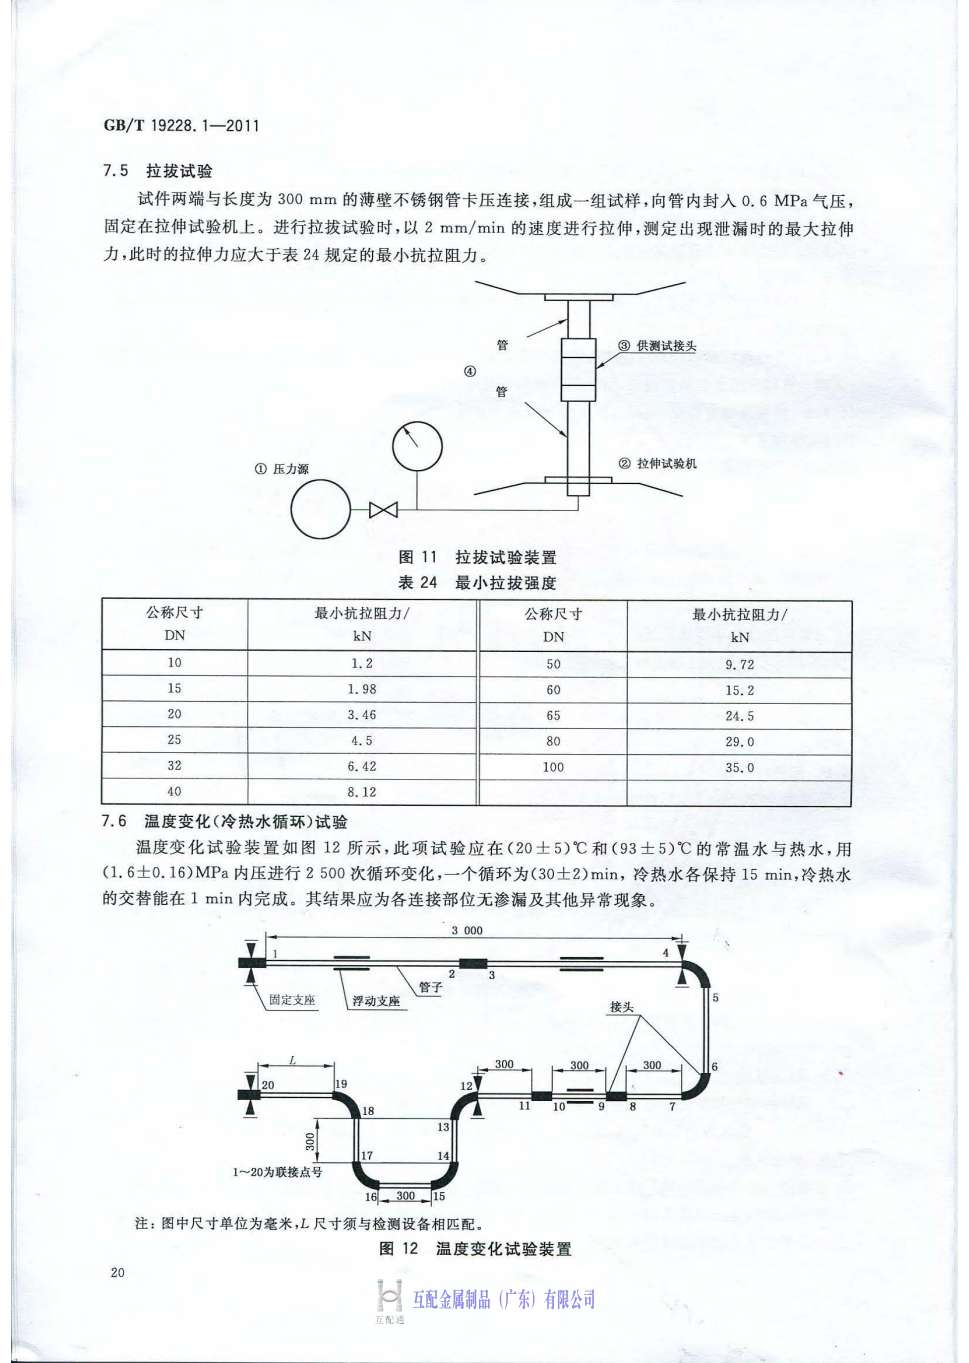 GB/T 19228.1—2011
7.5 拉拔试验
试件两端与长度为 300 mm 的薄壁不锈钢管卡压连接,组成一组试样,向管内封入 0.6 MPa 气压,
固定在拉伸试验机上。进行拉拔试验时,以 2 mm/min 的速度进行拉伸,测定出现泄漏时的最大拉伸
力,此时的拉伸力应大于表 24 规定的最小抗拉阻力。
管
③ 供测试接头
④
管
① 压力源
② 拉伸试验机
图 11 拉拔试验装置
表 24 最小拉拔强度
公称尺寸 最小抗拉阻力/ 公称尺寸 最小抗拉阻力/
DN kN DN kN
10 1.2 50 9.72
15 1.98 60 15.2
20 3.46 65 24.5
25 4.5 80 29.0
32 6.42 100 35.0
40 8.12
7.6 温度变化(冷热水循环)试验
温度变化试验装置如图 12 所示,此项试验应在(20±5)℃和(93±5)℃的常温水与热水,用
(1.6±0.16)MPa 内压进行 2 500 次循环变化,一个循环为(30±2)min, 冷热水各保持 15 min,冷热水
的交替能在 1 min 内完成。其结果应为各连接部位无渗漏及其他异常现象。
3 000
1
4
2 3
管子
固定支座 浮动支座
5
接头
L 300 300 300 6
20 19 12
11 10 9 8 7
18
13
300
17 14
1~20为联接点号
16 300 15
注: 图中尺寸单位为毫米,L 尺寸须与检测设备相匹配。
图 12 温度变化试验装置
20
互配金属制品（广东）有限公司
互配通